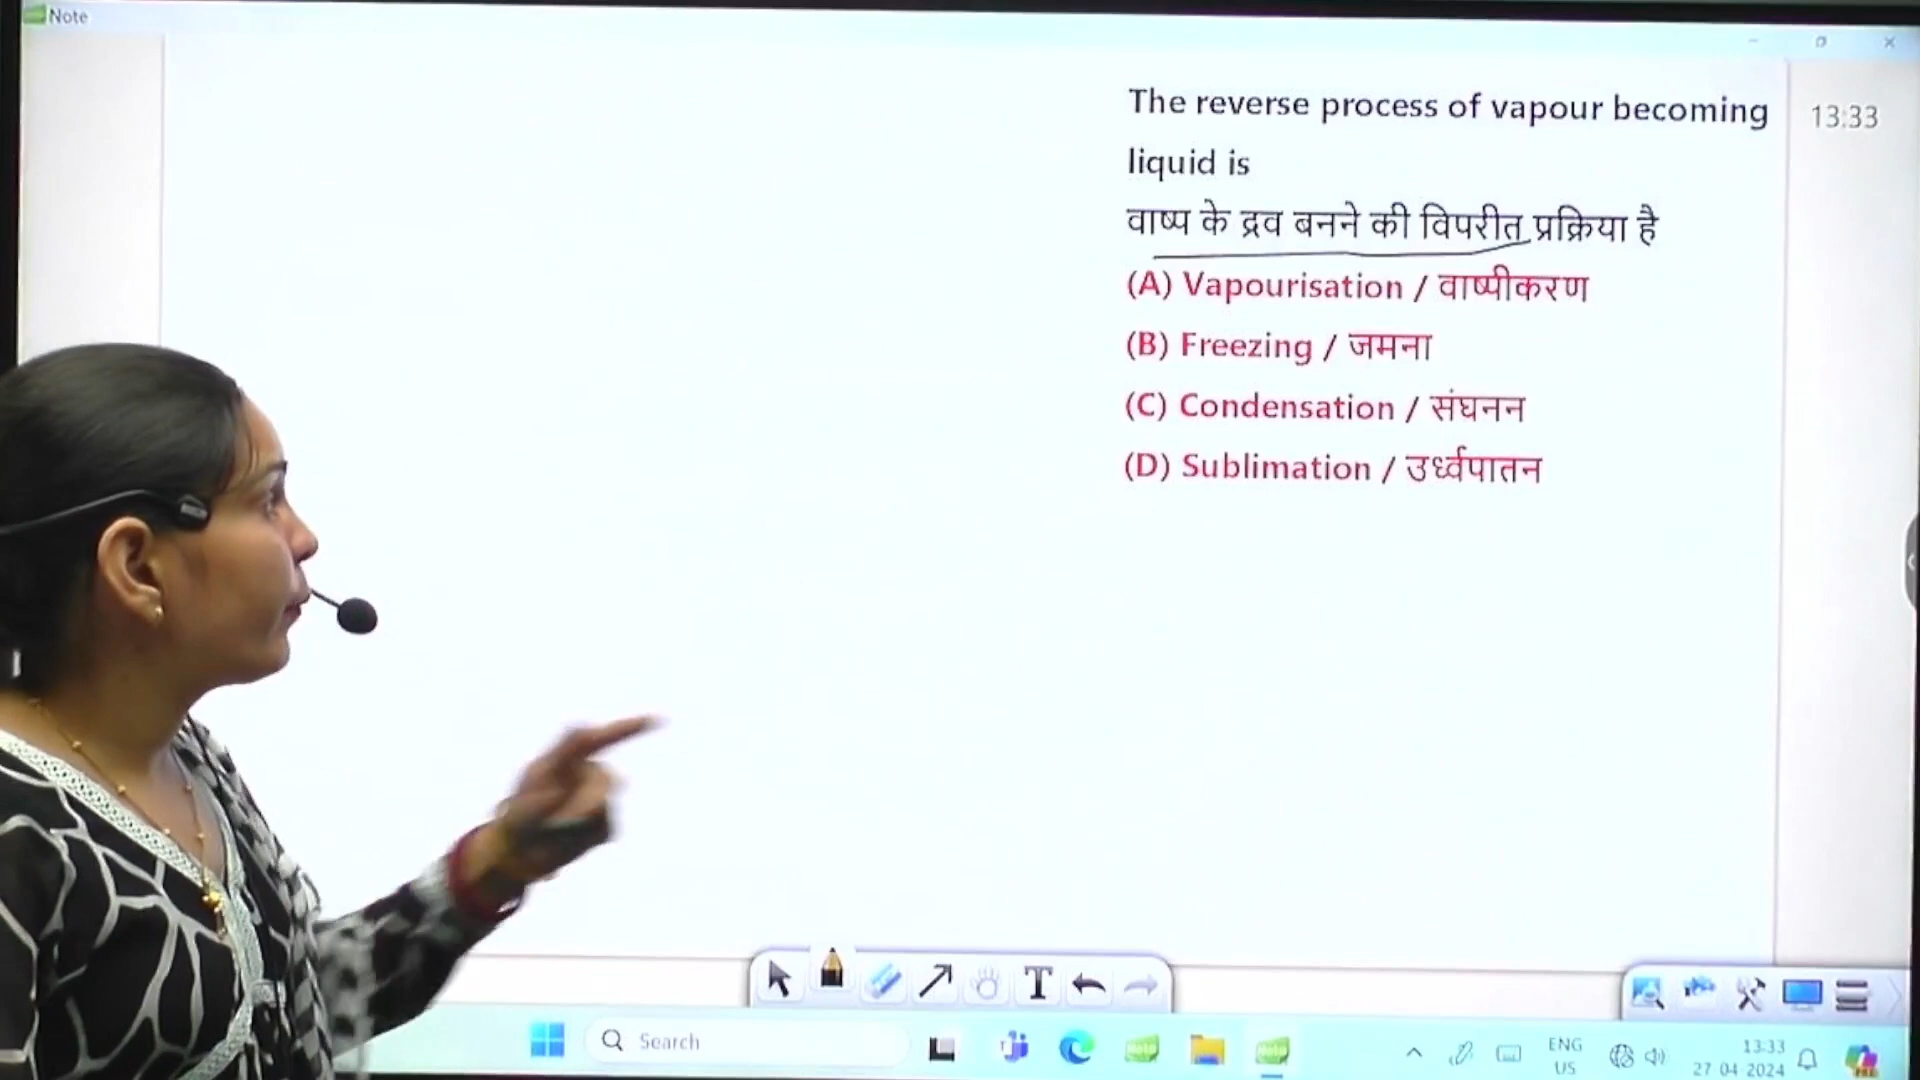 Note
The reverse process of vapour becoming
13:33
liquid is
वाष्प के द्रव बनने की विपरीत प्रक्रिया है
(A) Vapourisation / वाष्पीकरण
(B) Freezing / जमना
(C) Condensation / संघनन
(D) Sublimation / उर्ध्वपातन
T
Search
ENG
US
13:33
27-04-2024